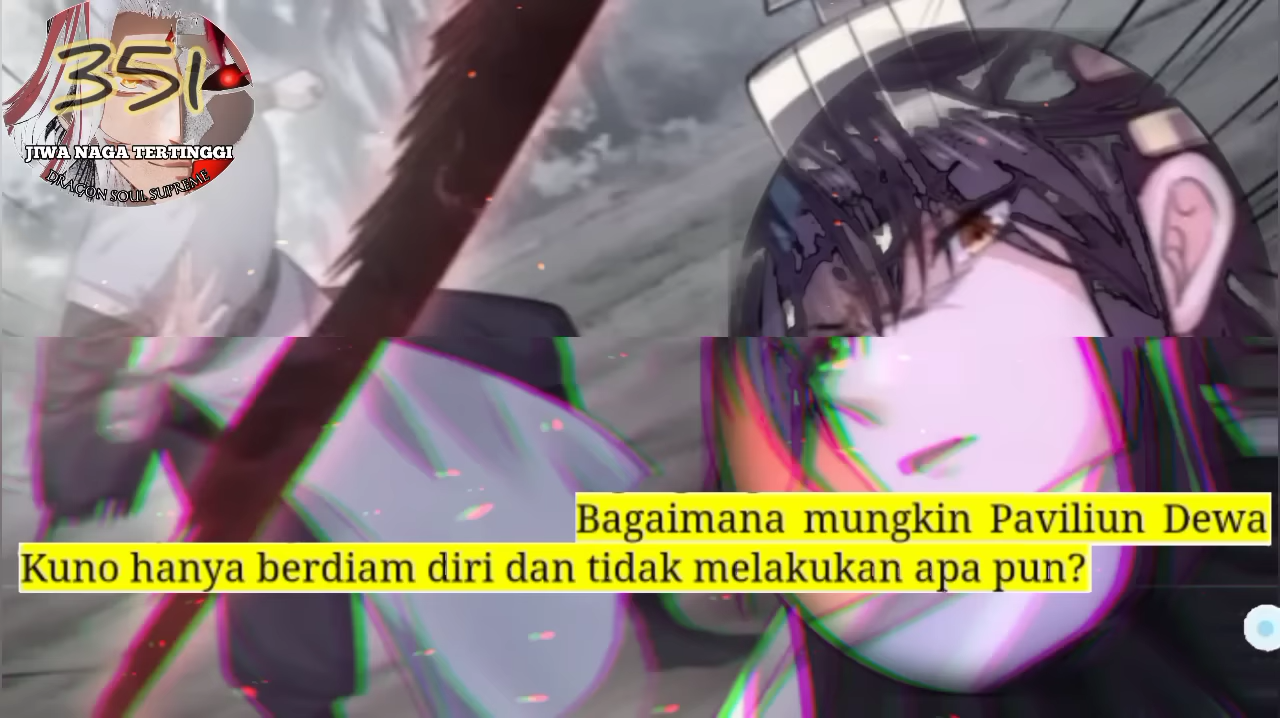 351
JIWA NAGA TERTINGGI
DRAGON SOUL SUPREME
Bagaimana mungkin Paviliun Dewa
Kuno hanya berdiam diri dan tidak melakukan apa pun?